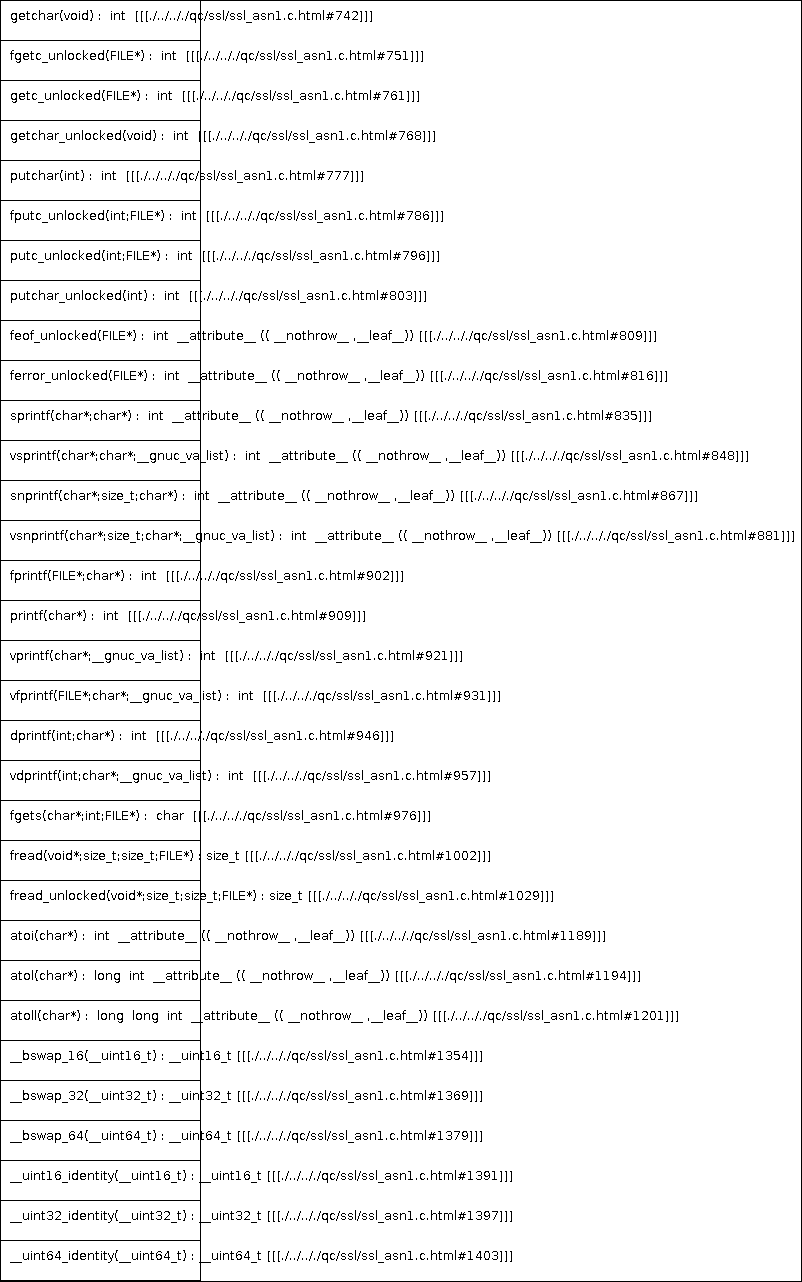 getchar(void) : int [[[./../.././qc/ssl/ssl_asn1.c.html#742]]]
fgetc_unlocked(FILE*) : int [[[./../.././qc/ssl/ssl_asn1.c.html#751]]]
getc_unlocked(FILE*) : int [[[./../.././qc/ssl/ssl_asn1.c.html#761]]]
getchar_unlocked(void) : int [[[./../.././qc/ssl/ssl_asn1.c.html#768]]]
putchar(int) : int [[[./../.././qc/ssl/ssl_asn1.c.html#777]]]
fputc_unlocked(int;FILE*) : int [[[./../.././qc/ssl/ssl_asn1.c.html#786]]]
putc_unlocked(int;FILE*) : int [[[./../.././qc/ssl/ssl_asn1.c.html#796]]]
putchar_unlocked(int) : int [[[./../.././qc/ssl/ssl_asn1.c.html#803]]]
feof_unlocked(FILE*) : int __attribute__ (( __nothrow__ ,__leaf__)) [[[./../.././qc/ssl/ssl_asn1.c.html#809]]]
ferror_unlocked(FILE*) : int __attribute__ (( __nothrow__ ,__leaf__)) [[[./../.././qc/ssl/ssl_asn1.c.html#816]]]
sprintf(char*;char*) : int __attribute__ (( __nothrow__ ,__leaf__)) [[[./../.././qc/ssl/ssl_asn1.c.html#835]]]
vsprintf(char*;char*;__gnuc_va_list) : int __attribute__ (( __nothrow__ ,__leaf__)) [[[./../.././qc/ssl/ssl_asn1.c.html#848]]]
snprintf(char*;size_t;char*) : int __attribute__ (( __nothrow__ ,__leaf__)) [[[./../.././qc/ssl/ssl_asn1.c.html#867]]]
vsnprintf(char*;size_t;char*;__gnuc_va_list) : int __attribute__ (( __nothrow__ ,__leaf__)) [[[./../.././qc/ssl/ssl_asn1.c.html#881]]]
fprintf(FILE*;char*) : int [[[./../.././qc/ssl/ssl_asn1.c.html#902]]]
printf(char*) : int [[[./../.././qc/ssl/ssl_asn1.c.html#909]]]
vprintf(char*;__gnuc_va_list) : int [[[./../.././qc/ssl/ssl_asn1.c.html#921]]]
vfprintf(FILE*;char*;__gnuc_va_list) : int [[[./../.././qc/ssl/ssl_asn1.c.html#931]]]
dprintf(int;char*) : int [[[./../.././qc/ssl/ssl_asn1.c.html#946]]]
vdprintf(int;char*;__gnuc_va_list) : int [[[./../.././qc/ssl/ssl_asn1.c.html#957]]]
fgets(char*;int;FILE*) : char [[[./../.././qc/ssl/ssl_asn1.c.html#976]]]
fread(void*;size_t;size_t;FILE*) : size_t [[[./../.././qc/ssl/ssl_asn1.c.html#1002]]]
fread_unlocked(void*;size_t;size_t;FILE*) : size_t [[[./../.././qc/ssl/ssl_asn1.c.html#1029]]]
atoi(char*) : int __attribute__ (( __nothrow__ ,__leaf__)) [[[./../.././qc/ssl/ssl_asn1.c.html#1189]]]
atol(char*) : long int __attribute__ (( __nothrow__ ,__leaf__)) [[[./../.././qc/ssl/ssl_asn1.c.html#1194]]]
atoll(char*) : long long int __attribute__ (( __nothrow__ ,__leaf__)) [[[./../.././qc/ssl/ssl_asn1.c.html#1201]]]
__bswap_16(__uint16_t) : __uint16_t [[[./../.././qc/ssl/ssl_asn1.c.html#1354]]]
__bswap_32(__uint32_t) : __uint32_t [[[./../.././qc/ssl/ssl_asn1.c.html#1369]]]
__bswap_64(__uint64_t) : __uint64_t [[[./../.././qc/ssl/ssl_asn1.c.html#1379]]]
__uint16_identity(__uint16_t) : __uint16_t [[[./../.././qc/ssl/ssl_asn1.c.html#1391]]]
__uint32_identity(__uint32_t) : __uint32_t [[[./../.././qc/ssl/ssl_asn1.c.html#1397]]]
__uint64_identity(__uint64_t) : __uint64_t [[[./../.././qc/ssl/ssl_asn1.c.html#1403]]]